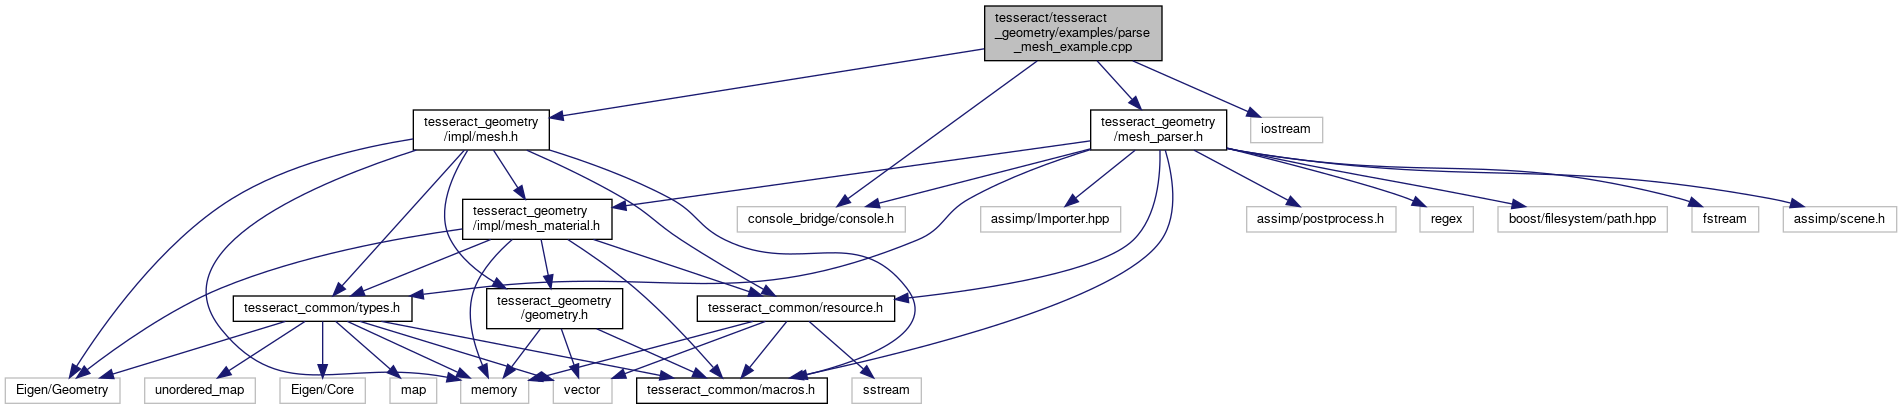 tesseract/tesseract
_geometry/examples/parse
_mesh_example.cpp
tesseract_geometry
/impl/mesh.h
tesseract_geometry
/mesh_parser.h
iostream
tesseract_geometry
/impl/mesh_material.h
console_bridge/console.h
assimp/Importer.hpp
assimp/postprocess.h
regex
boost/filesystem/path.hpp
fstream
assimp/scene.h
tesseract_common/types.h
tesseract_geometry
/geometry.h
tesseract_common/resource.h
Eigen/Geometry
unordered_map
Eigen/Core
map
memory
vector
tesseract_common/macros.h
sstream